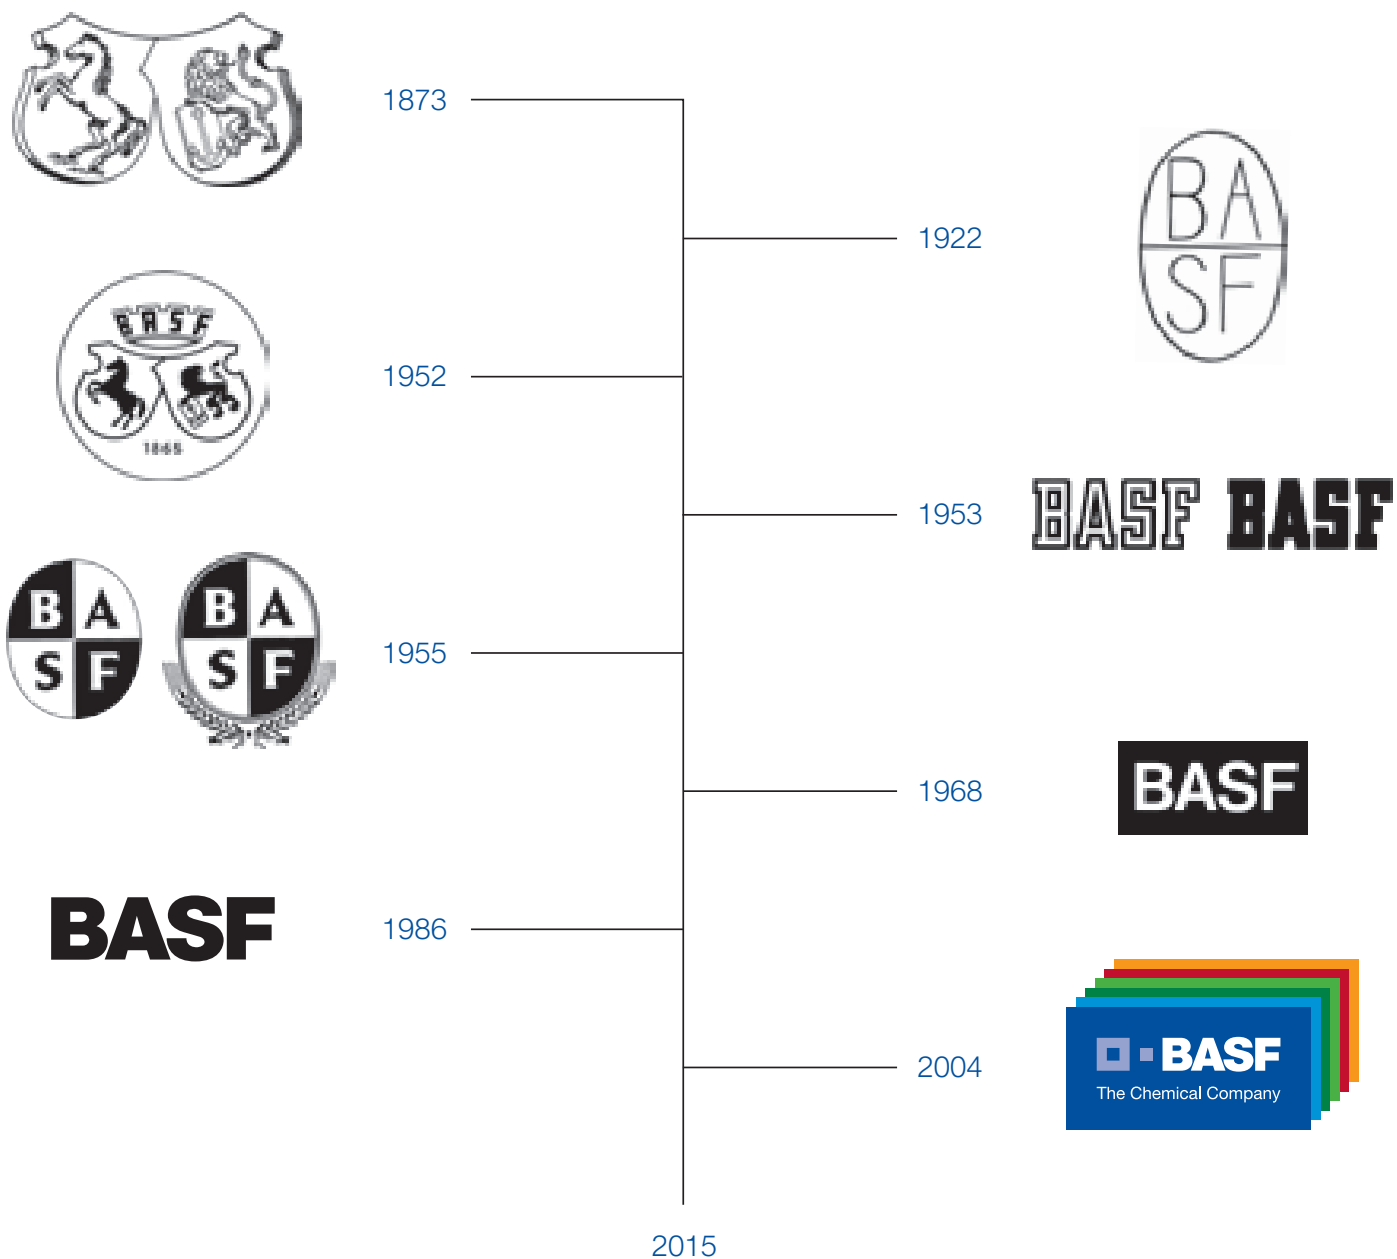 1873
BA
SF
1922
BASF
1865
1952
1953
BASF BASF
BA
SF
BA
SF
1955
1968
BASF
BASF
1986
2004
BASF
The Chemical Company
2015